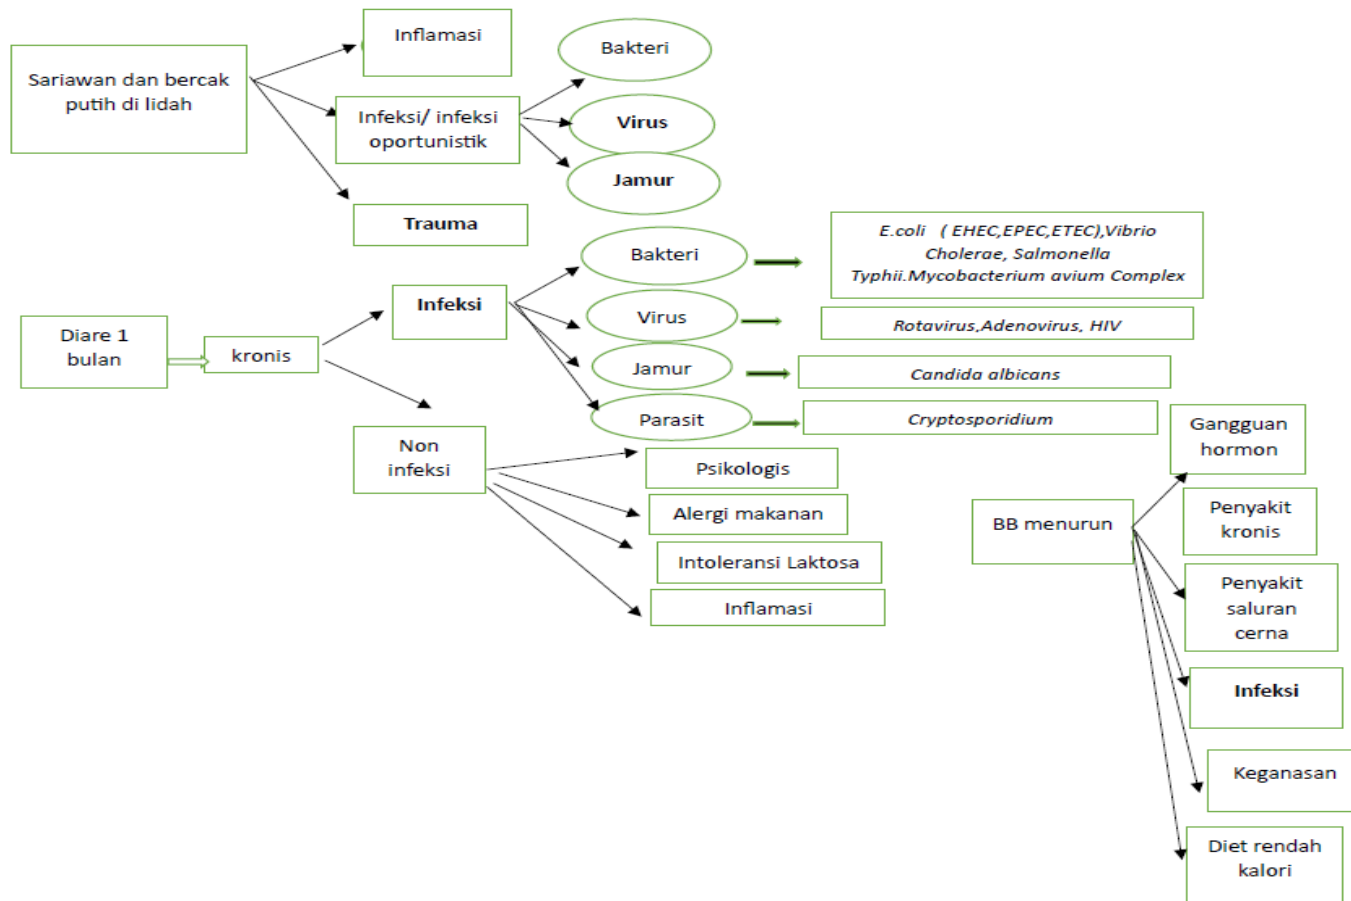 Sariawan dan bercak
putih di lidah
Inflamasi
Infeksi/ infeksi
oportunistik
Trauma
Bakteri
Virus
Jamur
Diare 1
bulan
kronis
Infeksi
Non
infeksi
Bakteri
Virus
Jamur
Parasit
E.coli ( EHEC,EPEC,ETEC),Vibrio
Cholerae, Salmonella
Typhii.Mycobacterium avium Complex
Rotavirus,Adenovirus, HIV
Candida albicans
Cryptosporidium
Psikologis
Alergi makanan
Intoleransi Laktosa
Inflamasi
BB menurun
Gangguan
hormon
Penyakit
kronis
Penyakit
saluran
cerna
Infeksi
Keganasan
Diet rendah
kalori